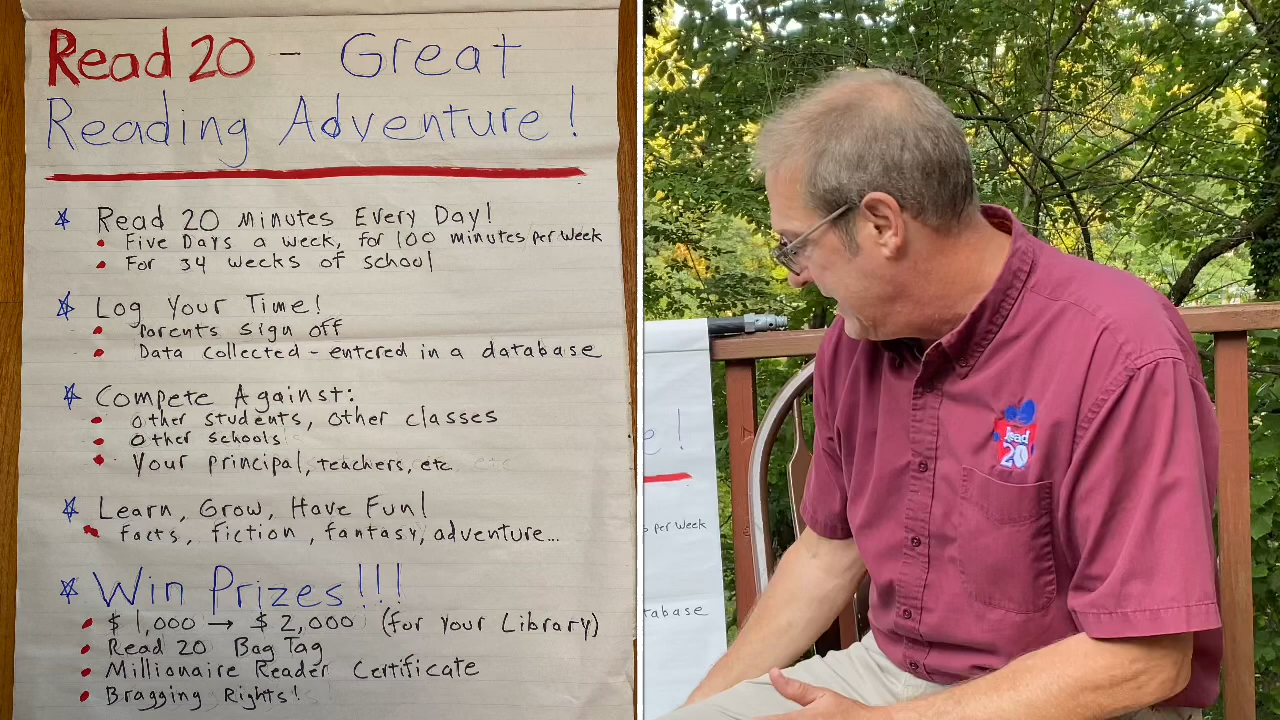 Read 20 - Great
Reading Adventure!
Read 20 minutes Every Day!
Five Days a week, for 100 minutes per week
For 34 weeks of school
Log Your Time!
Parents sign off
Data collected - entered in a database
Compete Against:
Other students, other classes
Other schools
Your principal, teachers, etc
etc
Learn, Grow, Have Fun!
Facts, fiction, fantasy, adventure...
Win Prizes!!!
$1,000 → $2,000 (for your Library)
Read 20 Bag Tag
Millionaire Reader Certificate
Bragging Rights!
e!
per week
tabase
Read
20